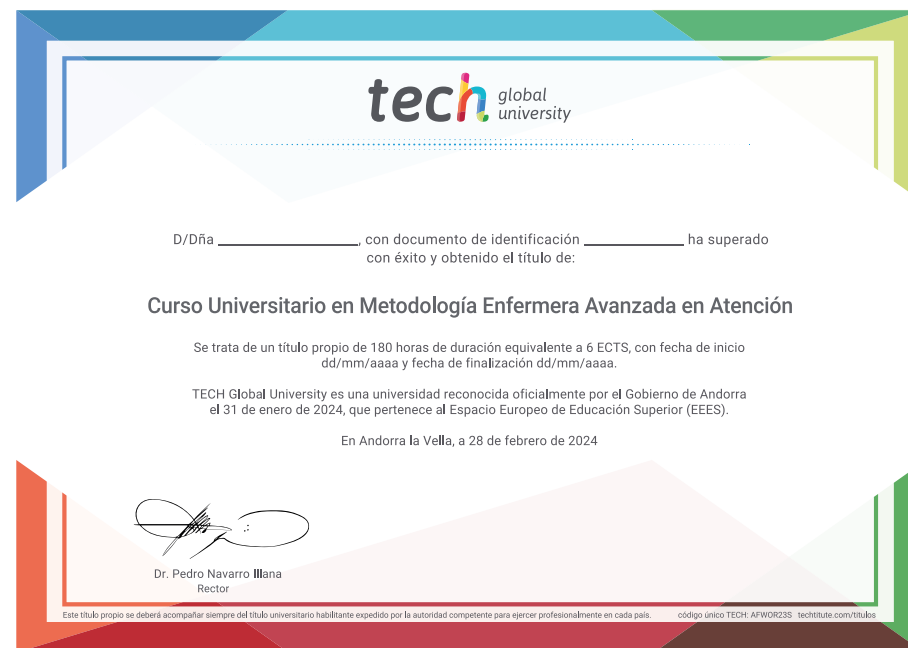 tech global university
D/Dña __________________, con documento de identificación _____________ ha superado
con éxito y obtenido el título de:
Curso Universitario en Metodología Enfermera Avanzada en Atención
Se trata de un título propio de 180 horas de duración equivalente a 6 ECTS, con fecha de inicio
dd/mm/aaaa y fecha de finalización dd/mm/aaaa.
TECH Global University es una universidad reconocida oficialmente por el Gobierno de Andorra
el 31 de enero de 2024, que pertenece al Espacio Europeo de Educación Superior (EEES).
En Andorra la Vella, a 28 de febrero de 2024
Dr. Pedro Navarro Illana
Rector
Este título propio se deberá acompañar siempre del título universitario habilitante expedido por la autoridad competente para ejercer profesionalmente en cada país. código único TECH: AFWOR23S techtitute.com/titulos